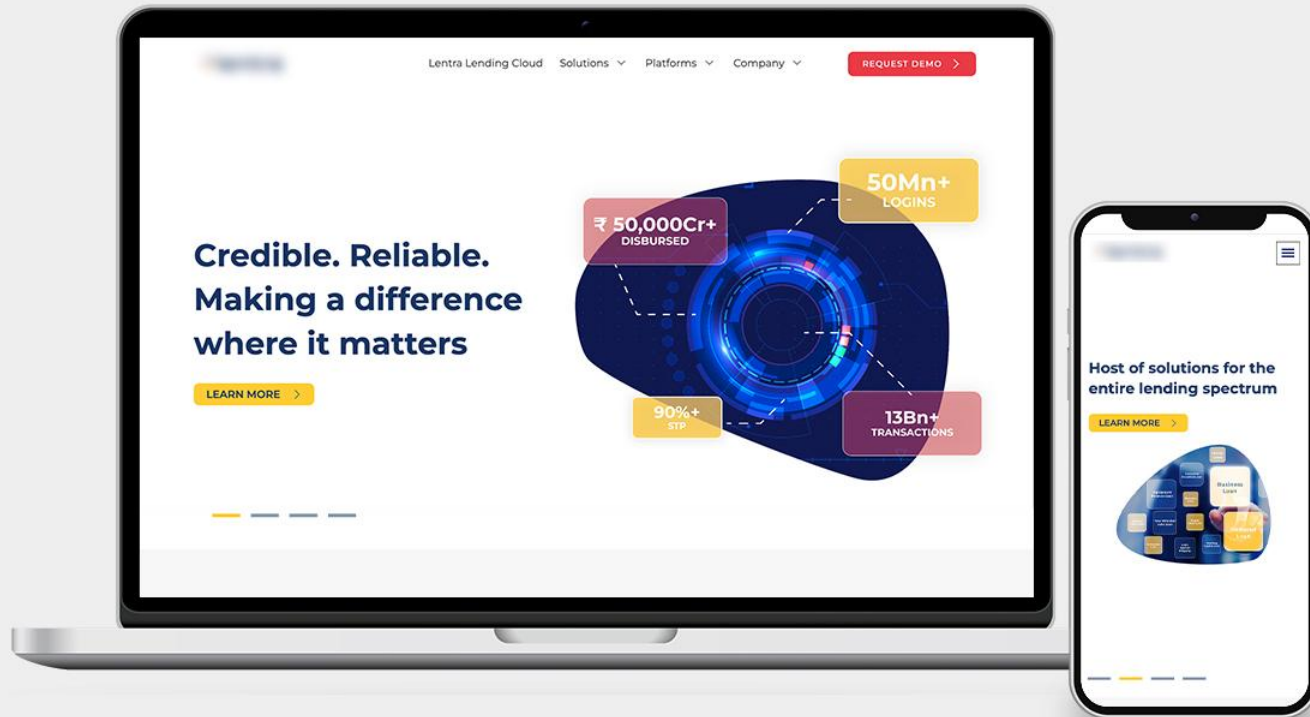 Lentra Lending Cloud Solutions Platforms Company REQUEST DEMO
50Mn+
LOGINS
₹ 50,000Cr+
DISBURSED
Credible. Reliable.
Making a difference
where it matters
LEARN MORE
90%+
STP
13Bn+
TRANSACTIONS
Host of solutions for the
entire lending spectrum
LEARN MORE
Business
Loan